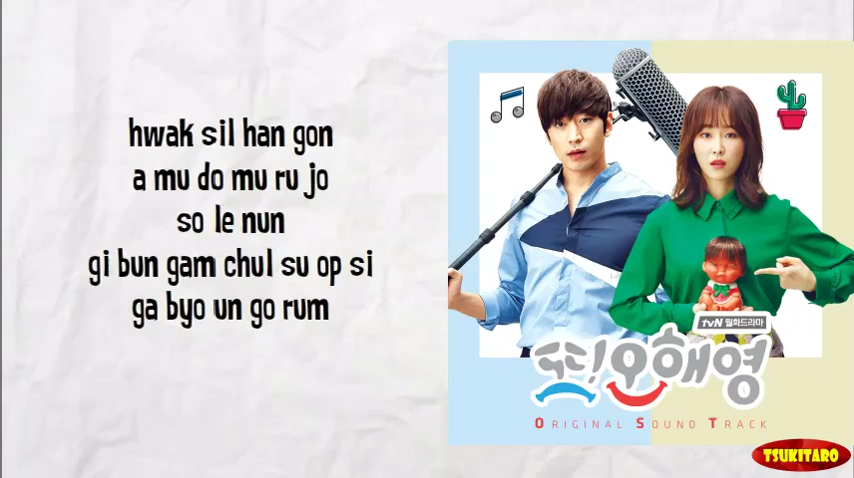 hwak sil han gon
a mu do mu ru jo
so le nun
gi bun gam chul su op si
ga byo un go rum
tvN 월화드라마
또!오해영
ORIGINAL SOUND TRACK
TSUKITARO